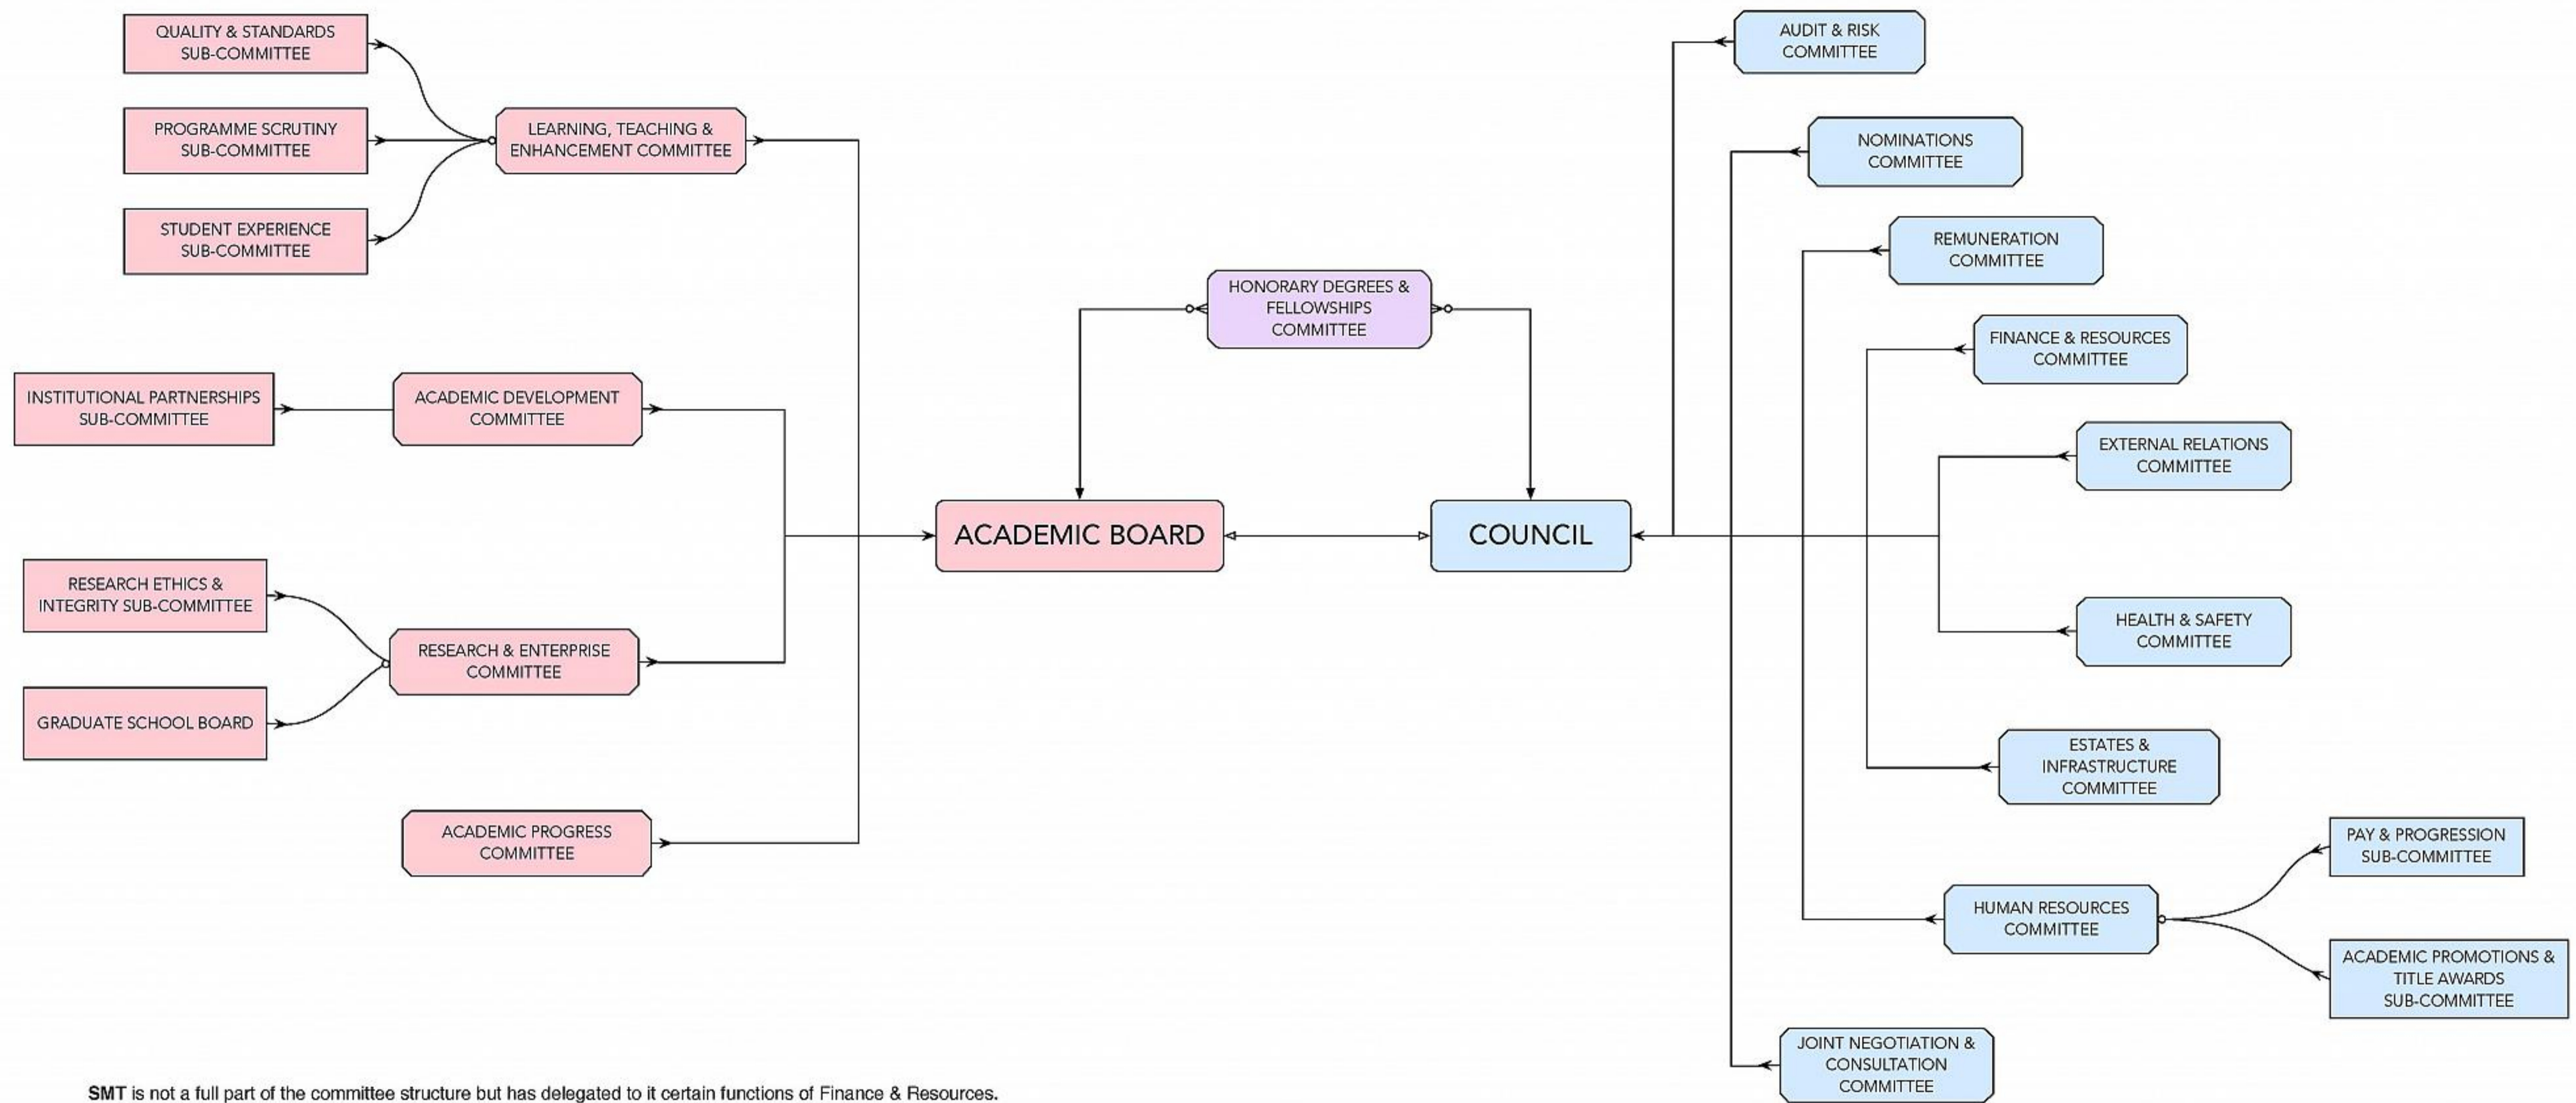 QUALITY & STANDARDS
SUB-COMMITTEE
PROGRAMME SCRUTINY
SUB-COMMITTEE
STUDENT EXPERIENCE
SUB-COMMITTEE
LEARNING, TEACHING &
ENHANCEMENT COMMITTEE
INSTITUTIONAL PARTNERSHIPS
SUB-COMMITTEE
ACADEMIC DEVELOPMENT
COMMITTEE
RESEARCH ETHICS &
INTEGRITY SUB-COMMITTEE
GRADUATE SCHOOL BOARD
RESEARCH & ENTERPRISE
COMMITTEE
ACADEMIC PROGRESS
COMMITTEE
HONORARY DEGREES &
FELLOWSHIPS
COMMITTEE
ACADEMIC BOARD
COUNCIL
AUDIT & RISK
COMMITTEE
NOMINATIONS
COMMITTEE
REMUNERATION
COMMITTEE
FINANCE & RESOURCES
COMMITTEE
EXTERNAL RELATIONS
COMMITTEE
HEALTH & SAFETY
COMMITTEE
ESTATES &
INFRASTRUCTURE
COMMITTEE
HUMAN RESOURCES
COMMITTEE
PAY & PROGRESSION
SUB-COMMITTEE
ACADEMIC PROMOTIONS &
TITLE AWARDS
SUB-COMMITTEE
JOINT NEGOTIATION &
CONSULTATION
COMMITTEE
SMT is not a full part of the committee structure but has delegated to it certain functions of Finance & Resources.